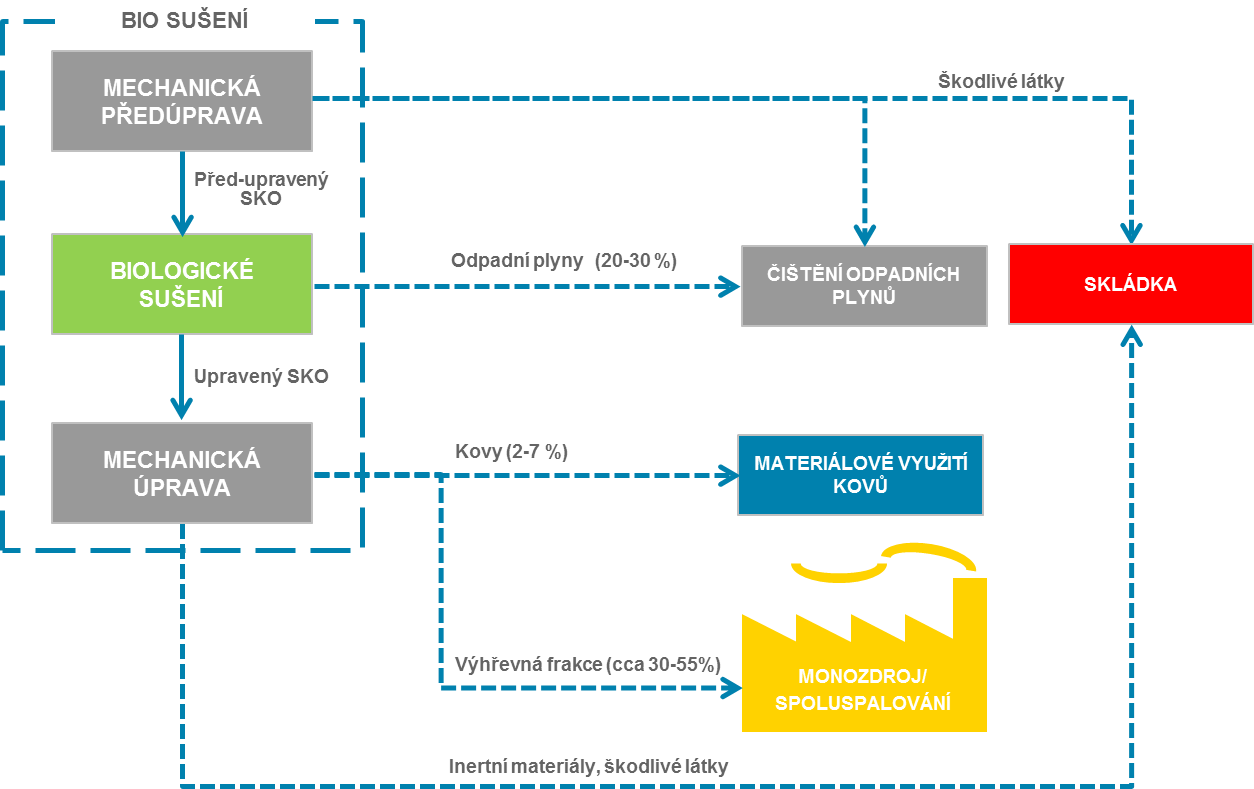 BIO SUŠENÍ
MECHANICKÁ
PŘEDÚPRAVA
Škodlivé látky
Před-upravený
SKO
BIOLOGICKÉ
SUŠENÍ
Odpadní plyny (20-30 %)
ČIŠTĚNÍ ODPADNÍCH
PLYNŮ
SKLÁDKA
Upravený SKO
MECHANICKÁ
ÚPRAVA
Kovy (2-7 %)
MATERIÁLOVÉ VYUŽITÍ
KOVŮ
Výhřevná frakce (cca 30-55%)
MONOZDROJ/
SPOLUSPALOVÁNÍ
Inertní materiály, škodlivé látky